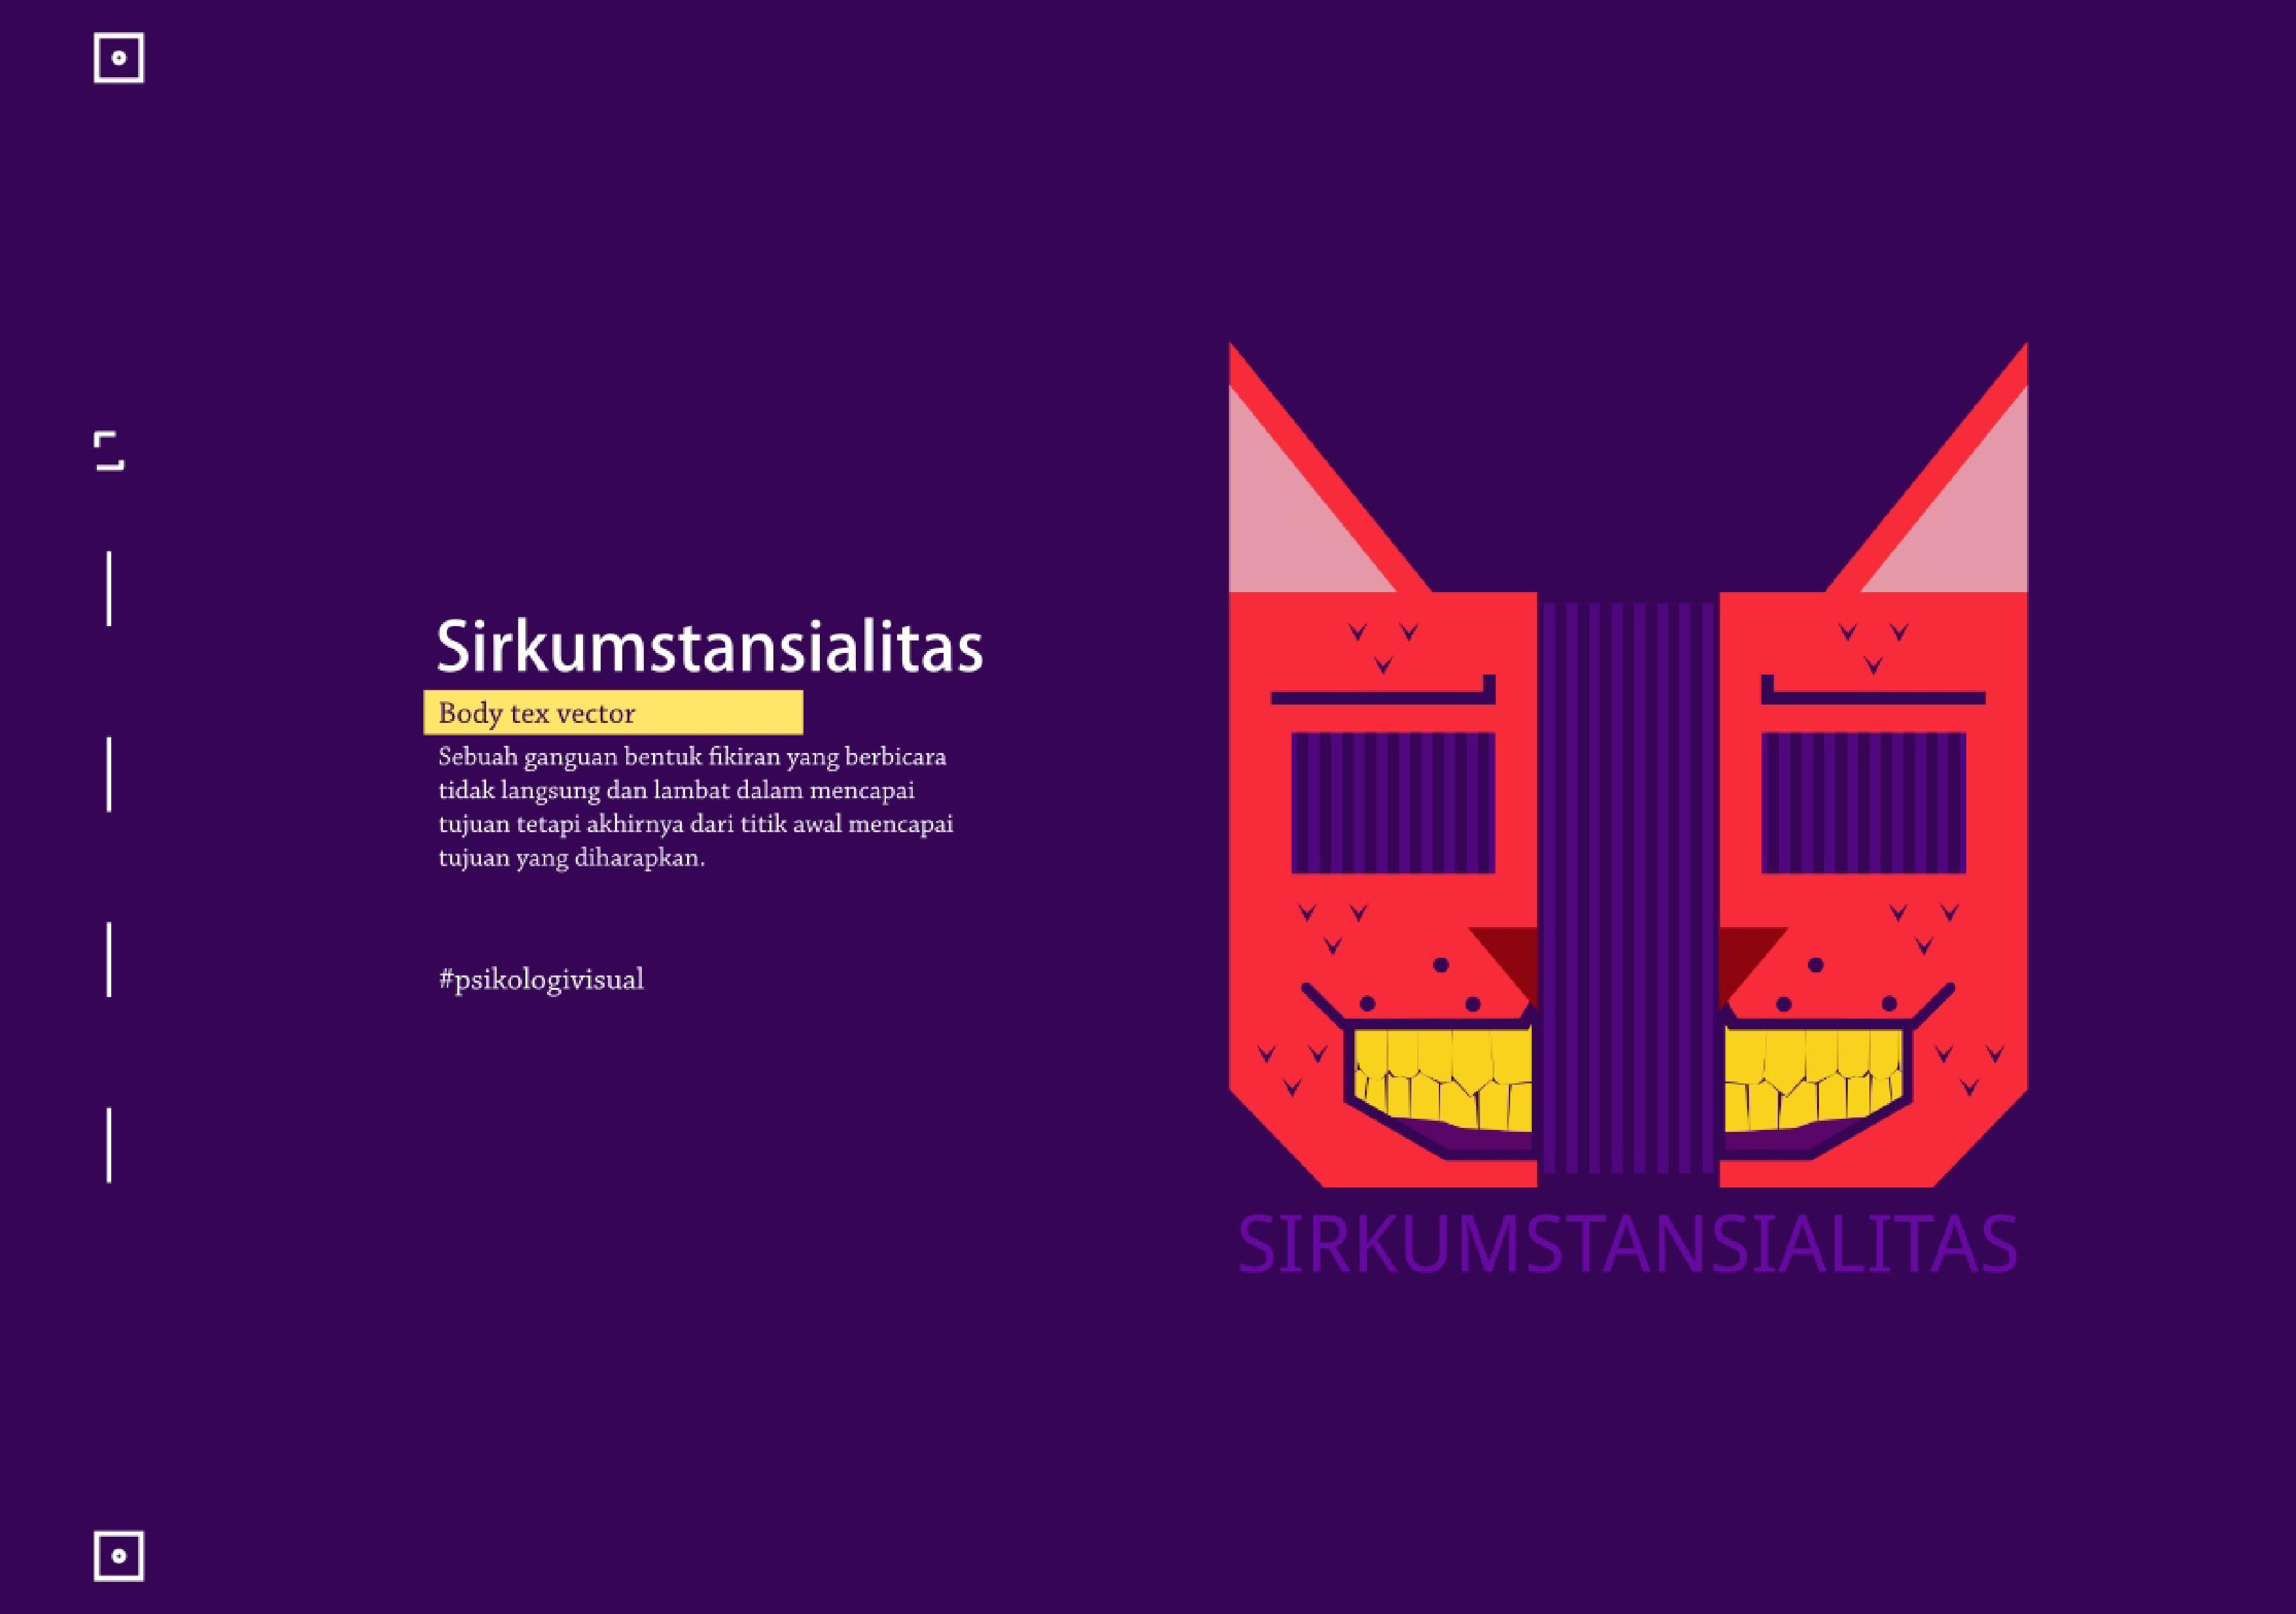 Sirkumstansialitas
Body tex vector
Sebuah ganguan bentuk fikiran yang berbicara
tidak langsung dan lambat dalam mencapai
tujuan tetapi akhirnya dari titik awal mencapai
tujuan yang diharapkan.
#psikologivisual
SIRKUMSTANSIALITAS